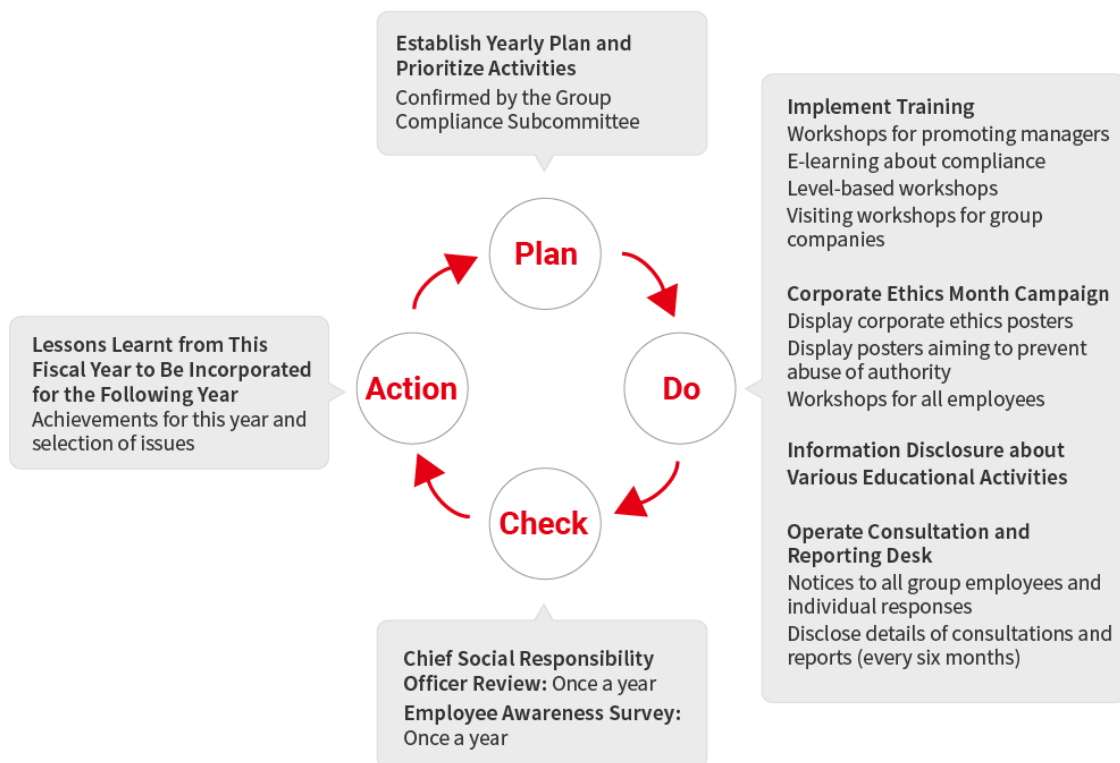 Establish Yearly Plan and
Prioritize Activities
Confirmed by the Group
Compliance Subcommittee
Plan
Implement Training
Workshops for promoting managers
E-learning about compliance
Level-based workshops
Visiting workshops for group
companies
Corporate Ethics Month Campaign
Display corporate ethics posters
Display posters aiming to prevent
abuse of authority
Workshops for all employees
Information Disclosure about
Various Educational Activities
Operate Consultation and
Reporting Desk
Notices to all group employees and
individual responses
Disclose details of consultations and
reports (every six months)
Do
Check
Chief Social Responsibility
Officer Review: Once a year
Employee Awareness Survey:
Once a year
Action
Lessons Learnt from This
Fiscal Year to Be Incorporated
for the Following Year
Achievements for this year and
selection of issues